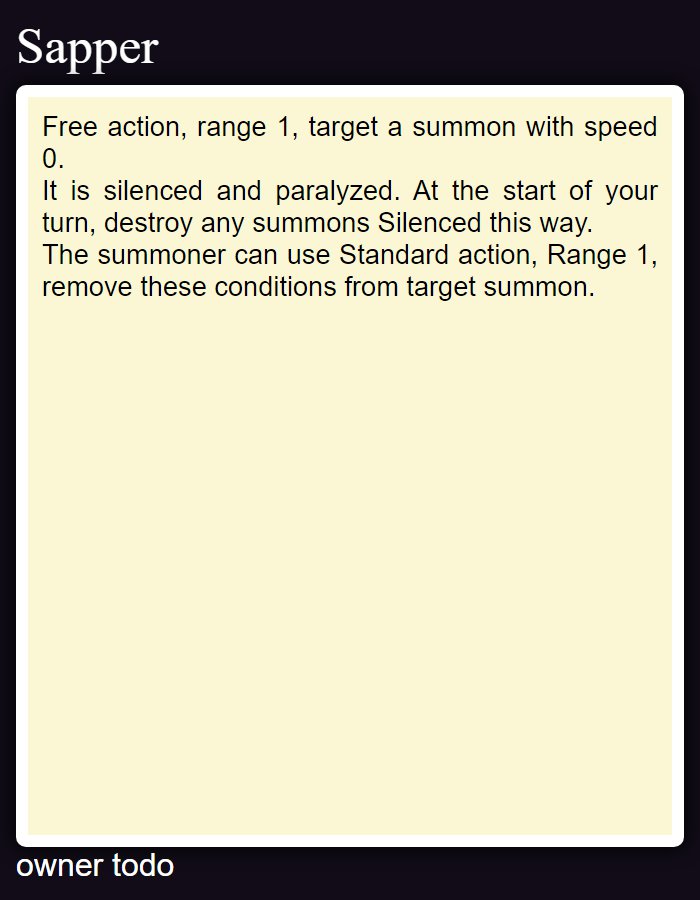 Sapper
Free action, range 1, target a summon with speed
0.
It is silenced and paralyzed. At the start of your
turn, destroy any summons Silenced this way.
The summoner can use Standard action, Range 1,
remove these conditions from target summon.
owner todo